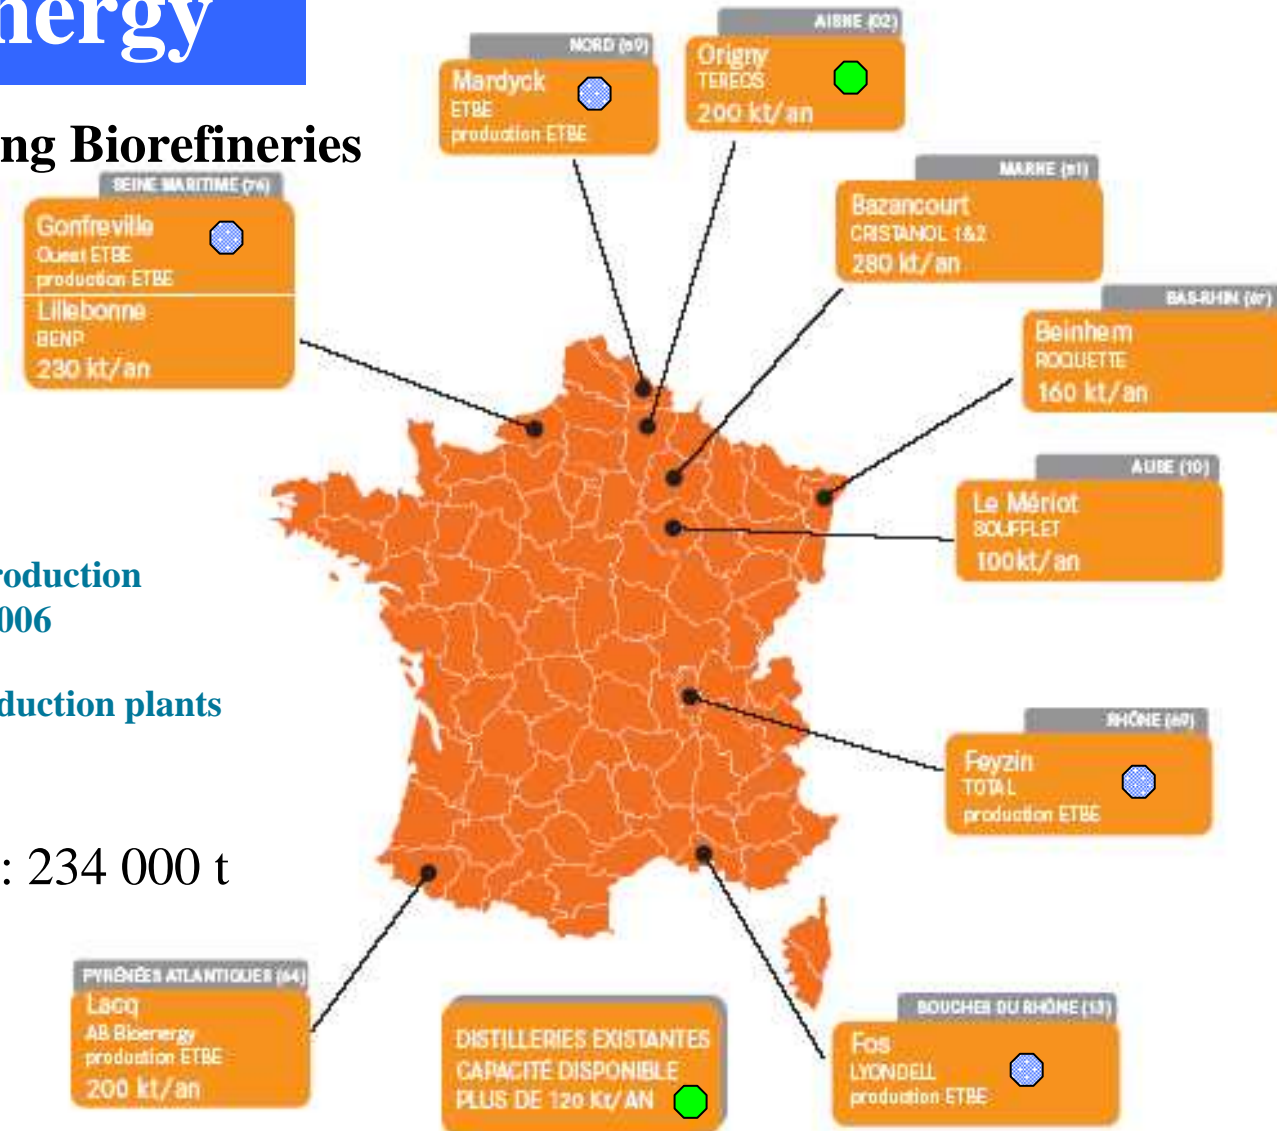 nergy
ng Biorefineries
NORD (59)
Mardyck
ETBE
production ETBE
AISNE (02)
Origny
TEREOS
200 kt/an
SEINE MARITIME (76)
Gonfreville
Ouest ETBE
production ETBE
Lillebonne
BENP
230 kt/an
MARNE (51)
Bazancourt
CRISTANOL 1&2
280 kt/an
BAS-RHIN (67)
Beinhem
ROQUETTE
160 kt/an
AUBE (10)
Le Mériot
SOUFFLET
100kt/an
roduction
006
duction plants
: 234 000 t
RHÔNE (69)
Feyzin
TOTAL
production ETBE
PYRÉNÉES ATLANTIQUES (64)
Lacq
AB Bioenergy
production ETBE
200 kt/an
DISTILLERIES EXISTANTES
CAPACITÉ DISPONIBLE
PLUS DE 120 Kt/AN
BOUCHES DU RHÔNE (13)
Fos
LYONDELL
production ETBE